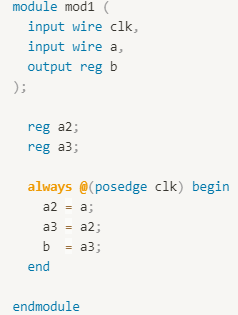 module mod1 (
  input wire clk,
  input wire a,
  output reg b
);

  reg a2;
  reg a3;

  always @(posedge clk) begin
    a2 = a;
    a3 = a2;
    b  = a3;
  end

endmodule